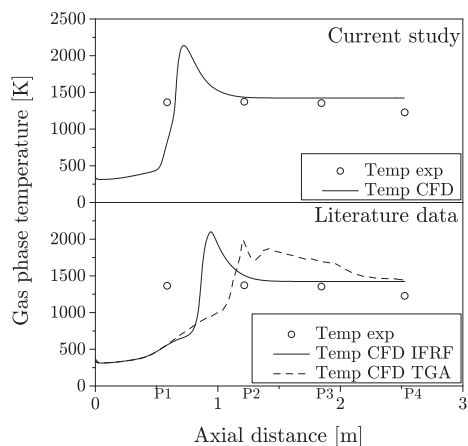 2500
Current study
2000
1500
1000
500
0
Temp exp
Temp CFD
Gas phase temperature [K]
Literature data
2000
1500
1000
500
0
Temp exp
Temp CFD IFRF
Temp CFD TGA
P1 P2 P3 P4
0 1 2 3
Axial distance [m]